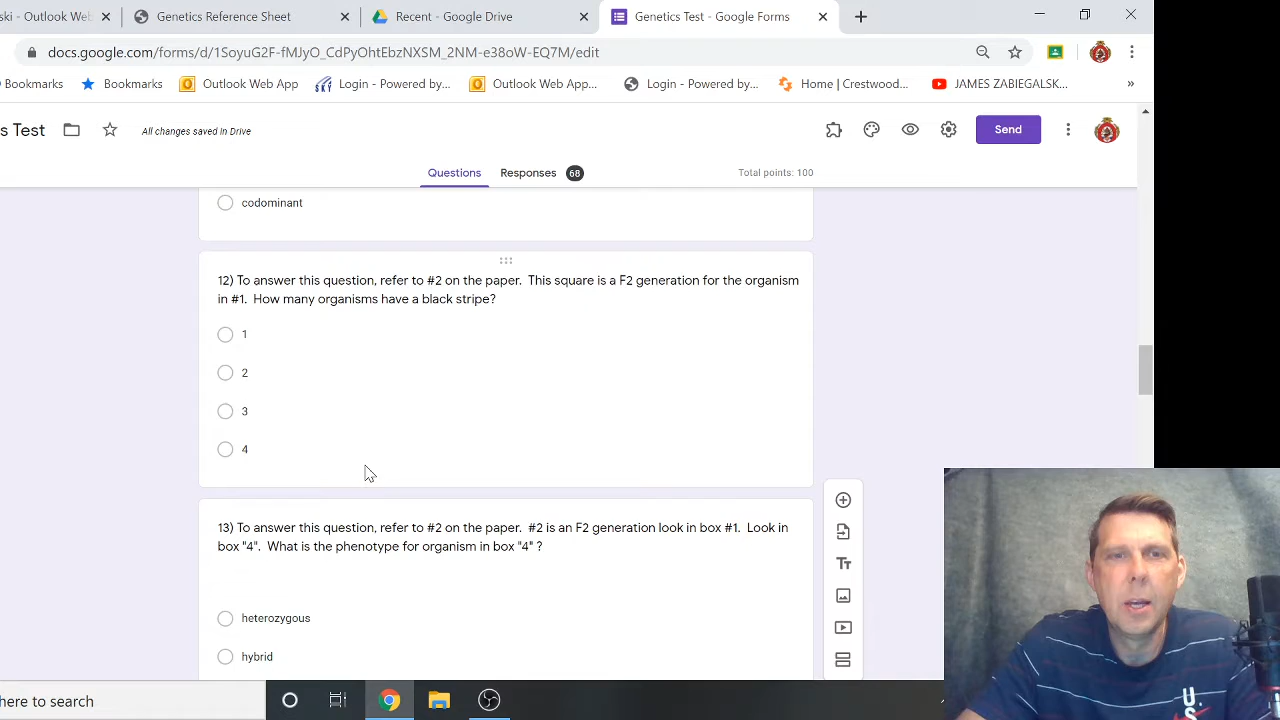 ski - Outlook We
Genetics Reference Sheet
Recent - Google Drive
Genetics Test - Google Forms
docs.google.com/forms/d/
/edit
Bookmarks
Bookmarks
Outlook Web App
Login - Powered by...
Outlook Web App...
Login - Powered by...
Home | Crestwood...
JAMES ZABIEGALSK...
»
s Test
All changes saved in Drive
Send
Questions
Responses 68
Total points: 100
codominant
12) To answer this question, refer to #2 on the paper. This square is a F2 generation for the organism
in #1. How many organisms have a black stripe?
1
2
3
4
13) To answer this question, refer to #2 on the paper. #2 is an F2 generation look in box #1. Look in
box "4". What is the phenotype for organism in box "4" ?
heterozygous
hybrid
Tт
here to search
U.S